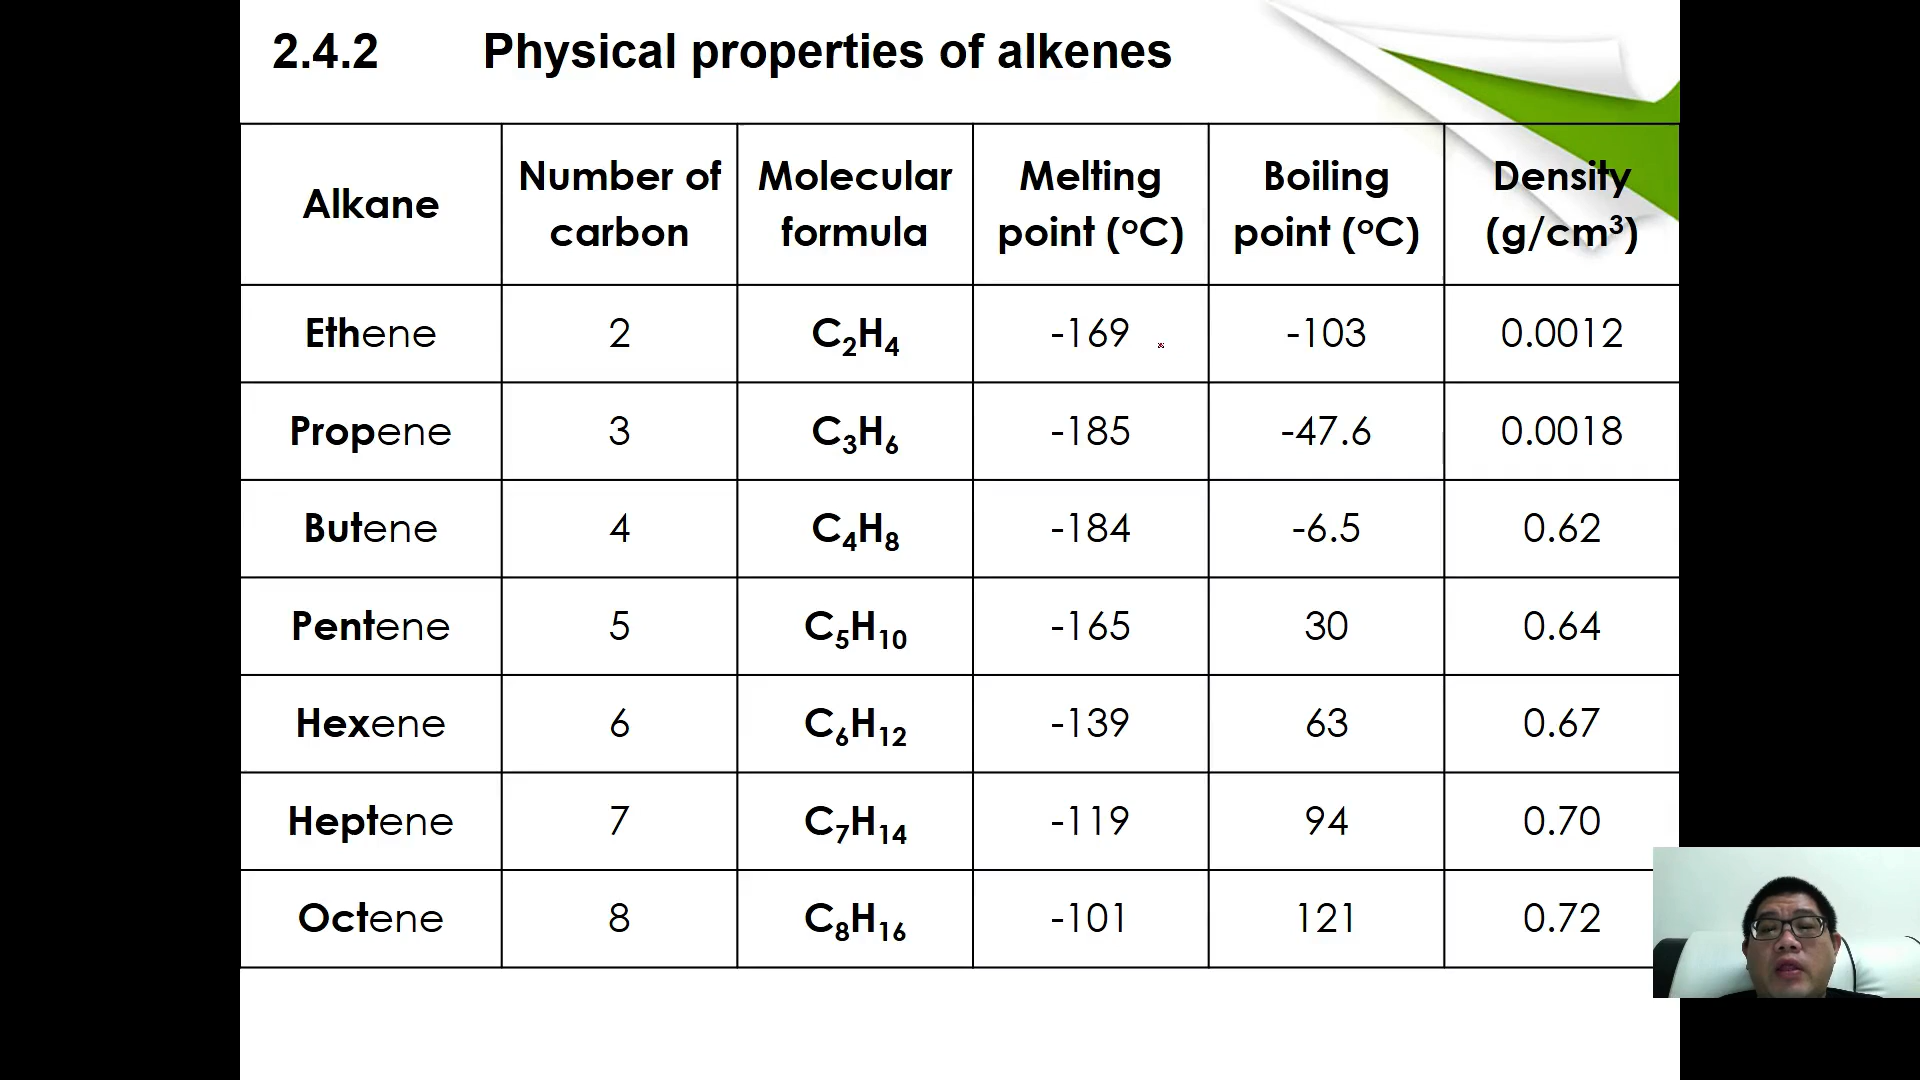 2.4.2 Physical properties of alkenes
Alkane Number of carbon Molecular formula Melting point (°C) Boiling point (°C) Density (g/cm³)
Ethene 2 C₂H₄ -169 -103 0.0012
Propene 3 C₃H₆ -185 -47.6 0.0018
Butene 4 C₄H₈ -184 -6.5 0.62
Pentene 5 C₅H₁₀ -165 30 0.64
Hexene 6 C₆H₁₂ -139 63 0.67
Heptene 7 C₇H₁₄ -119 94 0.70
Octene 8 C₈H₁₆ -101 121 0.72